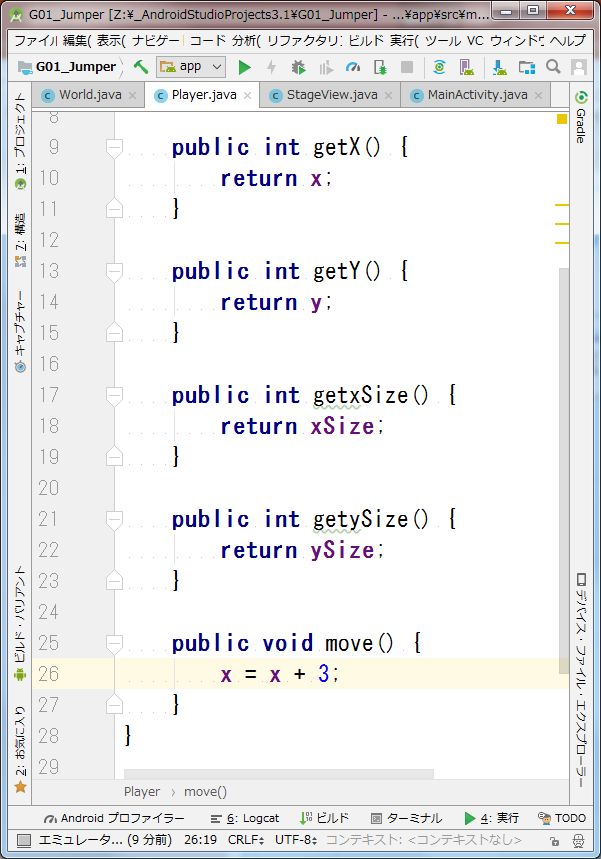 G01_Jumper [Z:¥_AndroidStudioProjects3.1¥G01_Jumper] - ...¥app¥src¥m...
ファイル 編集( 表示( ナビゲー コード 分析( リファクタリ ビルド 実行( ツール VC ウィンドウ ヘルプ
G01_Jumper
app
World.java
Player.java
StageView.java
MainActivity.java
1: プロジェクト
Z: 構造
キャプチャー
ビルド・バリアント
2: お気に入り
8
9 public int getX() {
10 return x;
11 }
12
13 public int getY() {
14 return y;
15 }
16
17 public int getxSize() {
18 return xSize;
19 }
20
21 public int getySize() {
22 return ySize;
23 }
24
25 public void move() {
26 x = x + 3;
27 }
28 }
29
Gradle
デバイス・ファイル・エクスプローラー
Player › move()
Android プロファイラー 6: Logcat ビルド ターミナル 4: 実行 TODO
エミュレータ... (9 分前) 26:19 CRLF UTF-8 コンテキスト: <コンテキストなし>